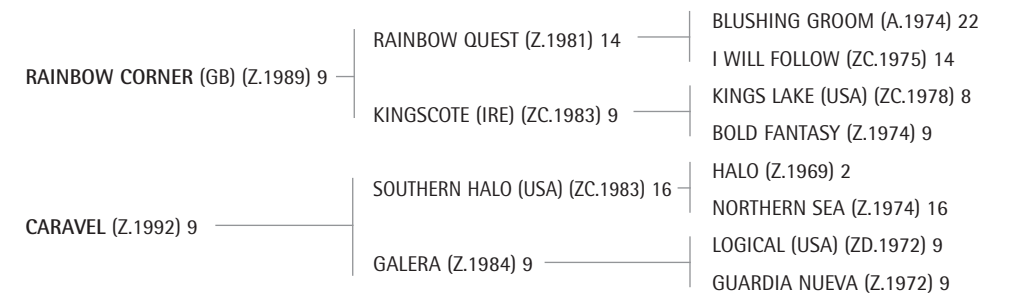 BLUSHING GROOM (A.1974) 22
RAINBOW QUEST (Z.1981) 14
I WILL FOLLOW (ZC.1975) 14
RAINBOW CORNER (GB) (Z.1989) 9
KINGS LAKE (USA) (ZC.1978) 8
KINGSCOTE (IRE) (ZC.1983) 9
BOLD FANTASY (Z.1974) 9
HALO (Z.1969) 2
SOUTHERN HALO (USA) (ZC.1983) 16
NORTHERN SEA (Z.1974) 16
CARAVEL (Z.1992) 9
LOGICAL (USA) (ZD.1972) 9
GALERA (Z.1984) 9
GUARDIA NUEVA (Z.1972) 9